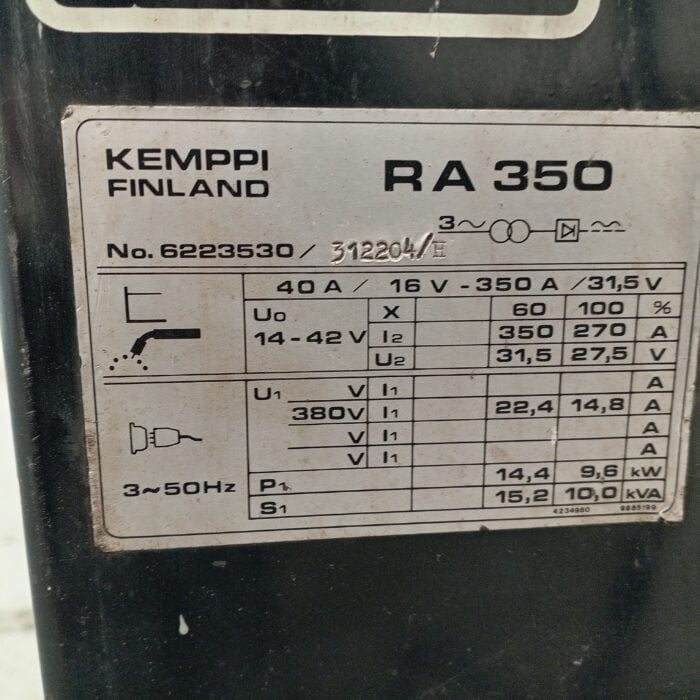 KEMPPI
FINLAND
RA 350
3~
No. 6223530 / 312204/H
40 A / 16 V - 350 A / 31,5 V
U0 X 60 100 %
14 - 42 V I2 350 270 A
U2 31,5 27,5 V
U1 V I1 A
380V I1 22,4 14,8 A
V I1 A
V I1 A
3~50Hz P1 14,4 9,6 kW
S1 15,2 10,0 kVA
4234980